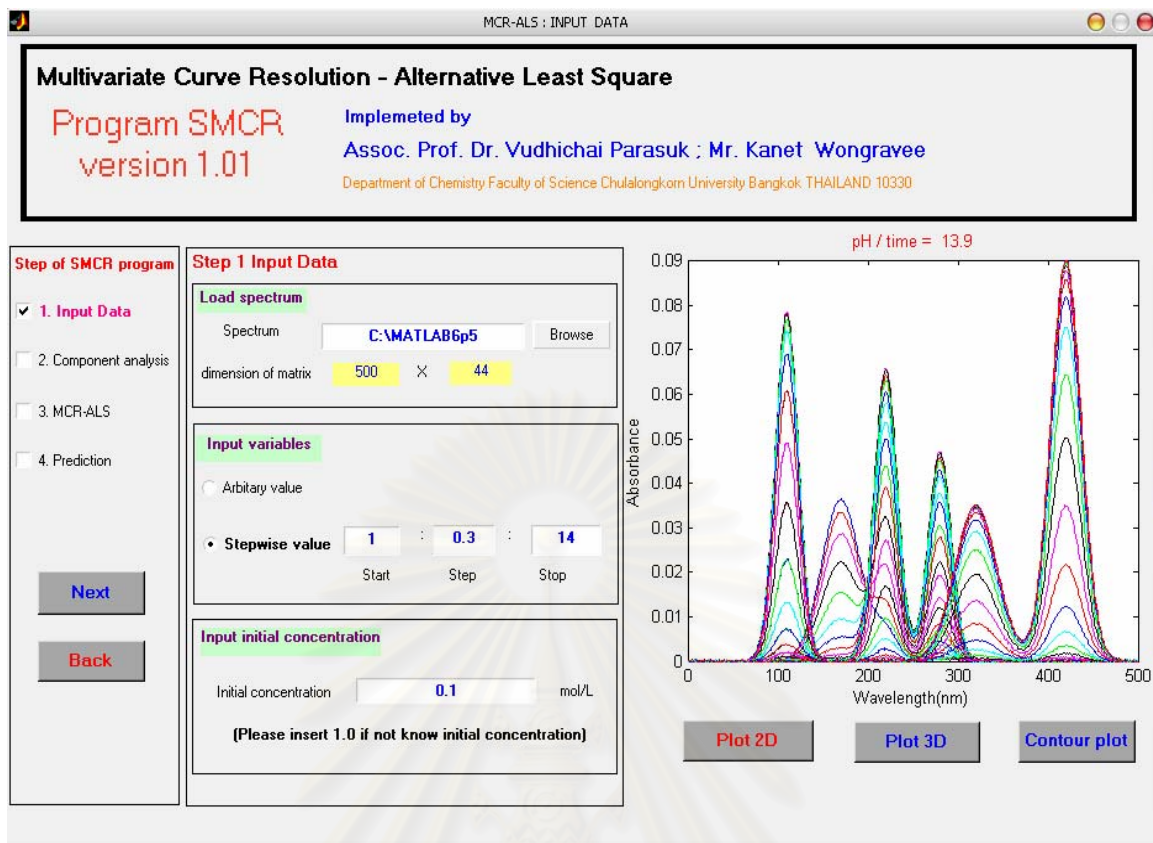 MCR-ALS : INPUT DATA
Multivariate Curve Resolution - Alternative Least Square
Program SMCR
version 1.01
Implemeted by
Assoc. Prof. Dr. Vudhichai Parasuk ; Mr. Kanet Wongravee
Department of Chemistry Faculty of Science Chulalongkorn University Bangkok THAILAND 10330
Step of SMCR program
1. Input Data
2. Component analysis
3. MCR-ALS
4. Prediction
Next
Back
Step 1 Input Data
Load spectrum
Spectrum C:\MATLAB6p5 Browse
dimension of matrix 500 X 44
Input variables
Arbitary value
Stepwise value 1 : 0.3 : 14
Start Step Stop
Input initial concentration
Initial concentration 0.1 mol/L
(Please insert 1.0 if not know initial concentration)
pH / time = 13.9
0.09
0.08
0.07
0.06
0.05
0.04
0.03
0.02
0.01
0
Absorbance
0 100 200 300 400 500
Wavelength(nm)
Plot 2D Plot 3D Contour plot